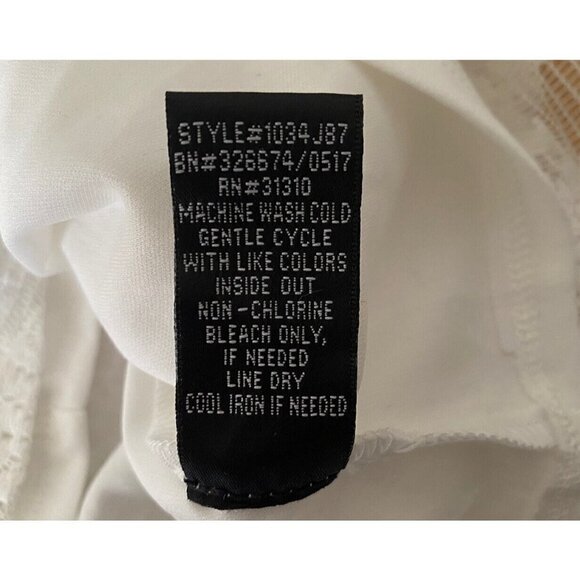 STYLE#1034J87
BN#326674/0517
RN#31310
MACHINE WASH COLD
GENTLE CYCLE
WITH LIKE COLORS
INSIDE OUT
NON-CHLORINE
BLEACH ONLY,
IF NEEDED
LINE DRY
COOL IRON IF NEEDED